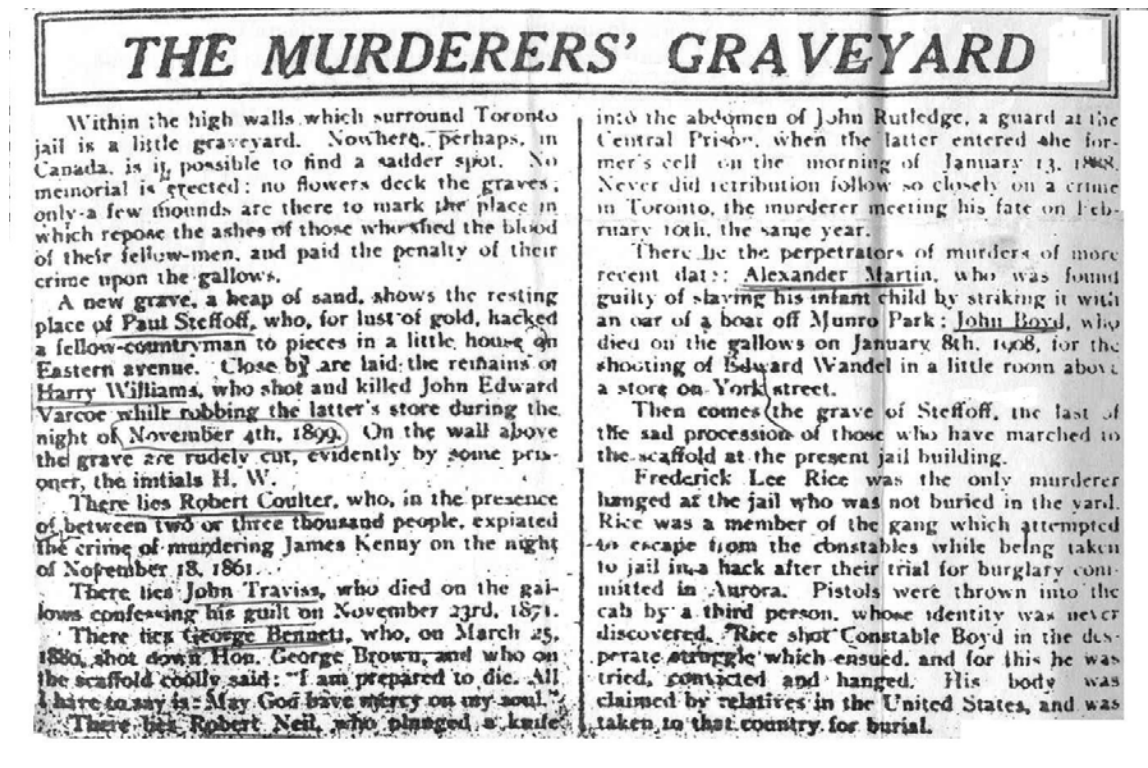 THE MURDERERS' GRAVEYARD
Within the high walls which surround Toronto
jail is a little graveyard. Nowhere, perhaps, in
Canada, is it possible to find a sadder spot. No
memorial is erected; no flowers deck the graves;
only a few mounds are there to mark the place in
which repose the ashes of those who shed the blood
of their fellow-men, and paid the penalty of their
crime upon the gallows.
A new grave, a heap of sand, shows the resting
place of Paul Steffoff, who, for lust of gold, hacked
a fellow-countryman to pieces in a little house on
Eastern avenue. Close by are laid the remains of
Harry Williams, who shot and killed John Edward
Varcoe while robbing the latter's store during the
night of November 4th, 1899. On the wall above
the grave are rudely cut, evidently by some pris-
oner, the initials H. W.
There lies Robert Coulter, who, in the presence
of between two or three thousand people, expiated
the crime of murdering James Kenny on the night
of November 18, 1861.
There lies John Traviss, who died on the gal-
lows confessing his guilt on November 23rd, 1871.
There lies George Bennett, who, on March 25,
1880, shot down Hon. George Brown, and who on
the scaffold coolly said: "I am prepared to die. All
I have to say is: May God have mercy on my soul."
There lies Robert Neil, who plunged a knife
into the abdomen of John Rutledge, a guard at the
Central Prison, when the latter entered the for-
mer's cell on the morning of January 13, 1888.
Never did retribution follow so closely on a crime
in Toronto, the murderer meeting his fate on Feb-
ruary 10th, the same year.
There lie the perpetrators of murders of more
recent date: Alexander Martin, who was found
guilty of slaying his infant child by striking it with
an oar of a boat off Munro Park; John Boyd, who
died on the gallows on January 8th, 1908, for the
shooting of Edward Wandel in a little room above
a store on York street.
Then comes the grave of Steffoff, the last of
the sad procession of those who have marched to
the scaffold at the present jail building.
Frederick Lee Rice was the only murderer
hanged at the jail who was not buried in the yard.
Rice was a member of the gang which attempted
to escape from the constables while being taken
to jail in a hack after their trial for burglary com-
mitted in Aurora. Pistols were thrown into the
cab by a third person, whose identity was never
discovered. Rice shot Constable Boyd in the des-
perate struggle which ensued, and for this he was
tried, convicted and hanged. His body was
claimed by relatives in the United States, and was
taken to that country for burial.